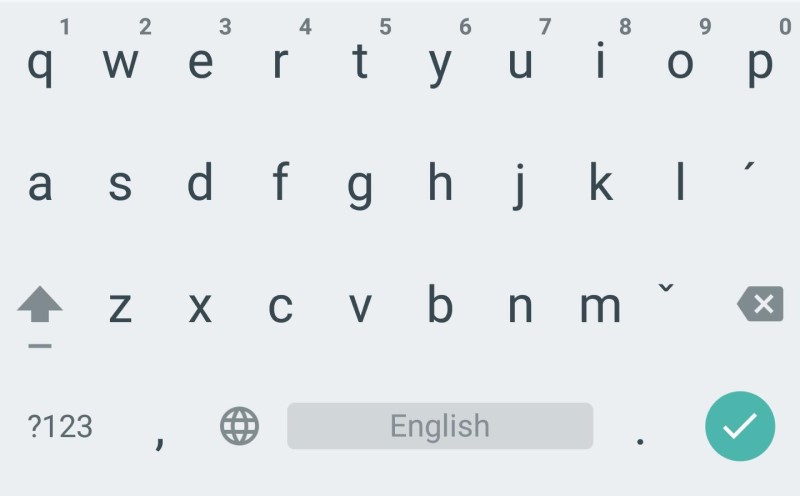 1 2 3 4 5 6 7 8 9 0
q w e r t y u i o p
a s d f g h j k l ´
z x c v b n m ˇ
?123 , English .